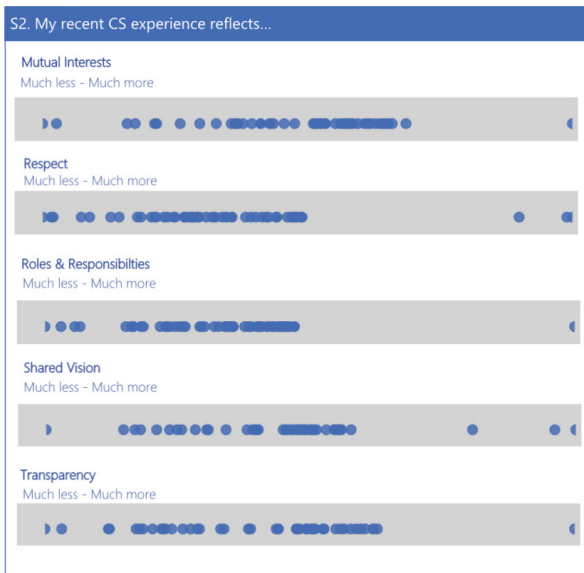 S2. My recent CS experience reflects...
Mutual Interests
Much less - Much more
Respect
Much less - Much more
Roles & Responsibilties
Much less - Much more
Shared Vision
Much less - Much more
Transparency
Much less - Much more